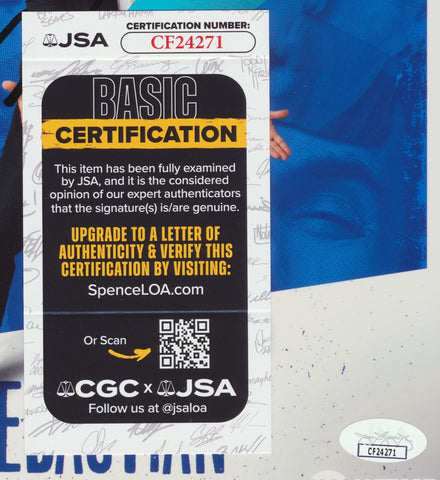 JSA
CERTIFICATION NUMBER:
CF24271
BASIC
CERTIFICATION
This item has been fully examined
by JSA, and it is the considered
opinion of our expert authenticators
that the signature(s) is/are genuine.
UPGRADE TO A LETTER OF
AUTHENTICITY & VERIFY THIS
CERTIFICATION BY VISITING:
SpenceLOA.com
Or Scan
CGC x JSA
Follow us at @jsaloa
JSA
CF24271